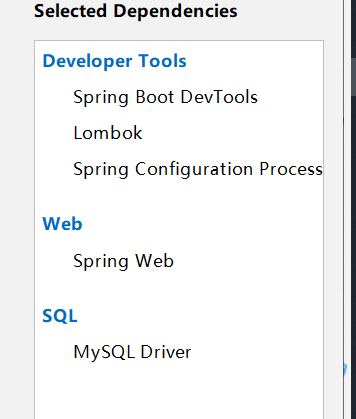 Selected Dependencies
Developer Tools
Spring Boot DevTools
Lombok
Spring Configuration Process
Web
Spring Web
SQL
MySQL Driver